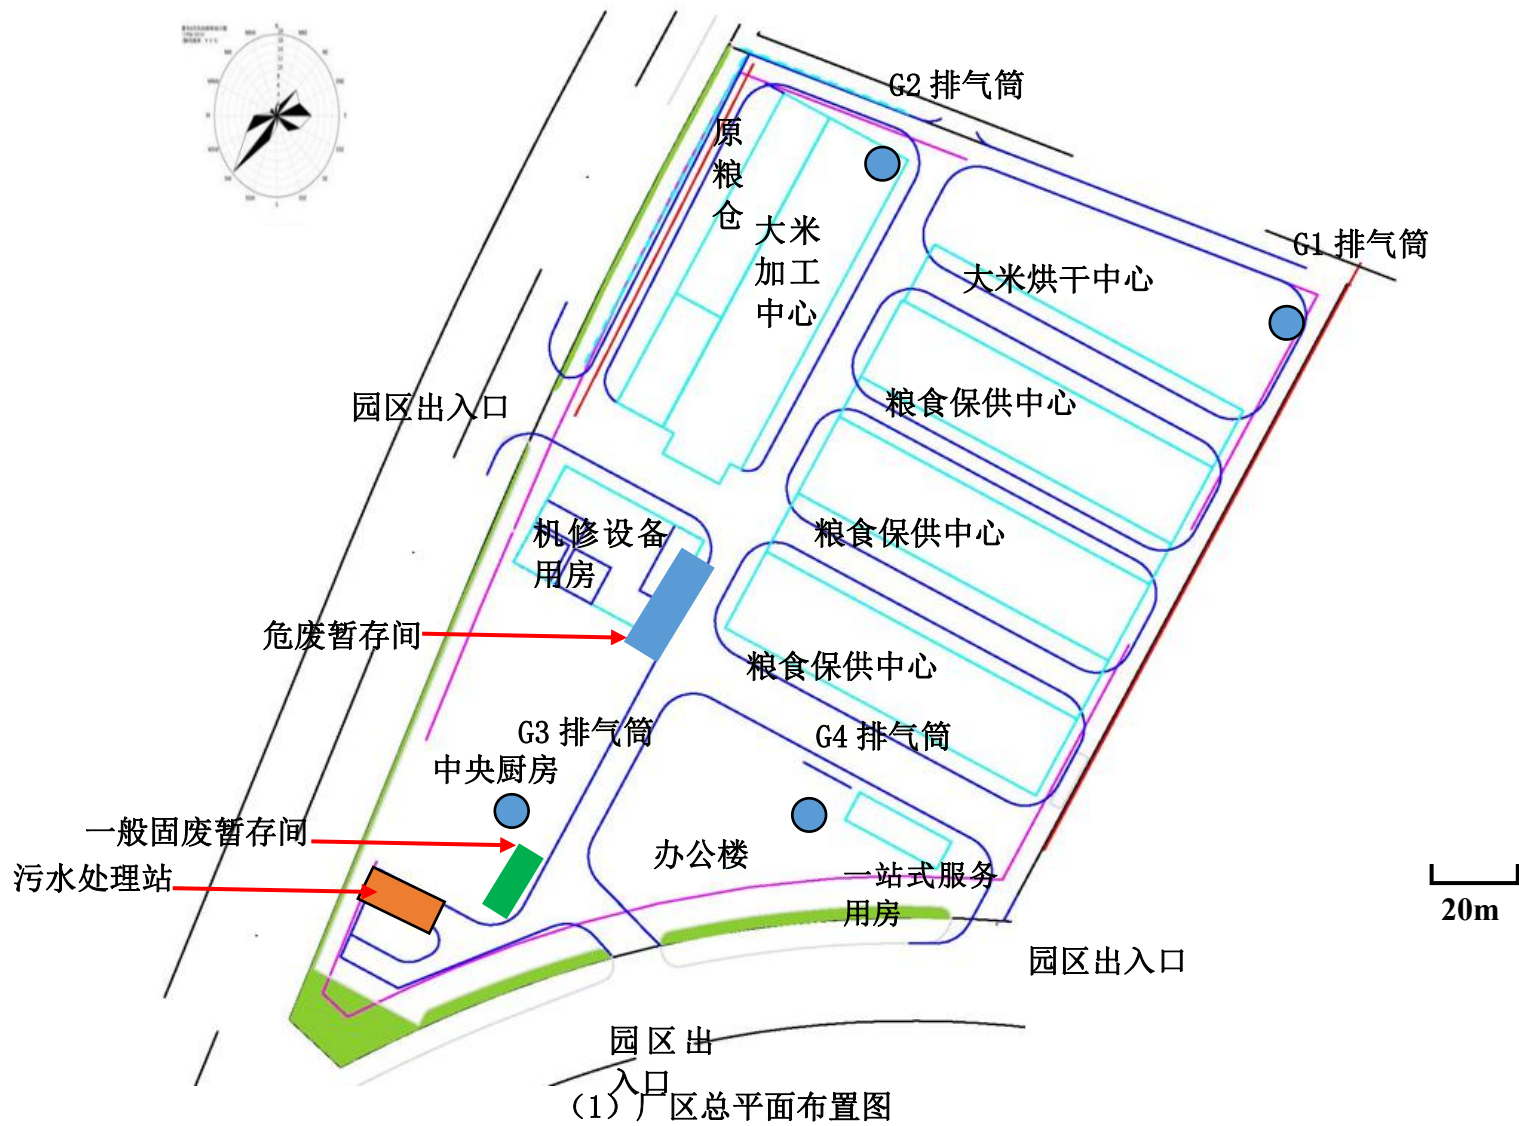 G2 排气筒
原
粮
仓
大米
加工
中心
G1 排气筒
大米烘干中心
园区出入口
粮食保供中心
机修设备
用房
粮食保供中心
危废暂存间
粮食保供中心
G3 排气筒
G4 排气筒
中央厨房
一般固废暂存间
污水处理站
办公楼
一站式服务
用房
20m
园区出入口
园区出
入口
（1）厂区总平面布置图